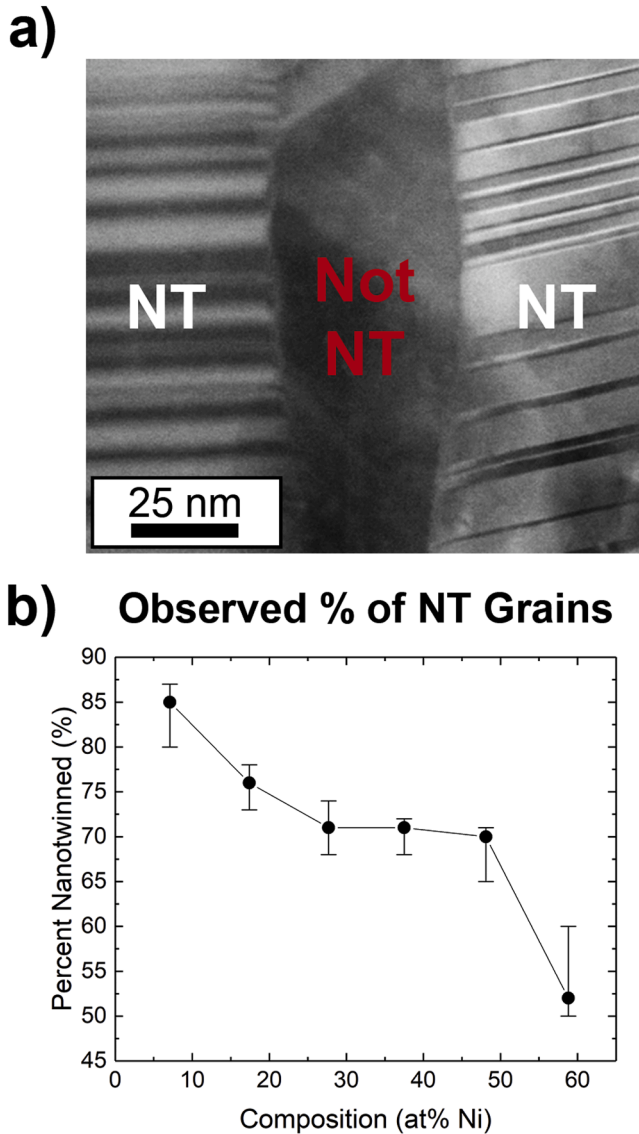 a)
NT
Not
NT
NT
25 nm
b) Observed % of NT Grains
90
85
80
75
70
65
60
55
50
45
Percent Nanotwinned (%)
0 10 20 30 40 50 60
Composition (at% Ni)